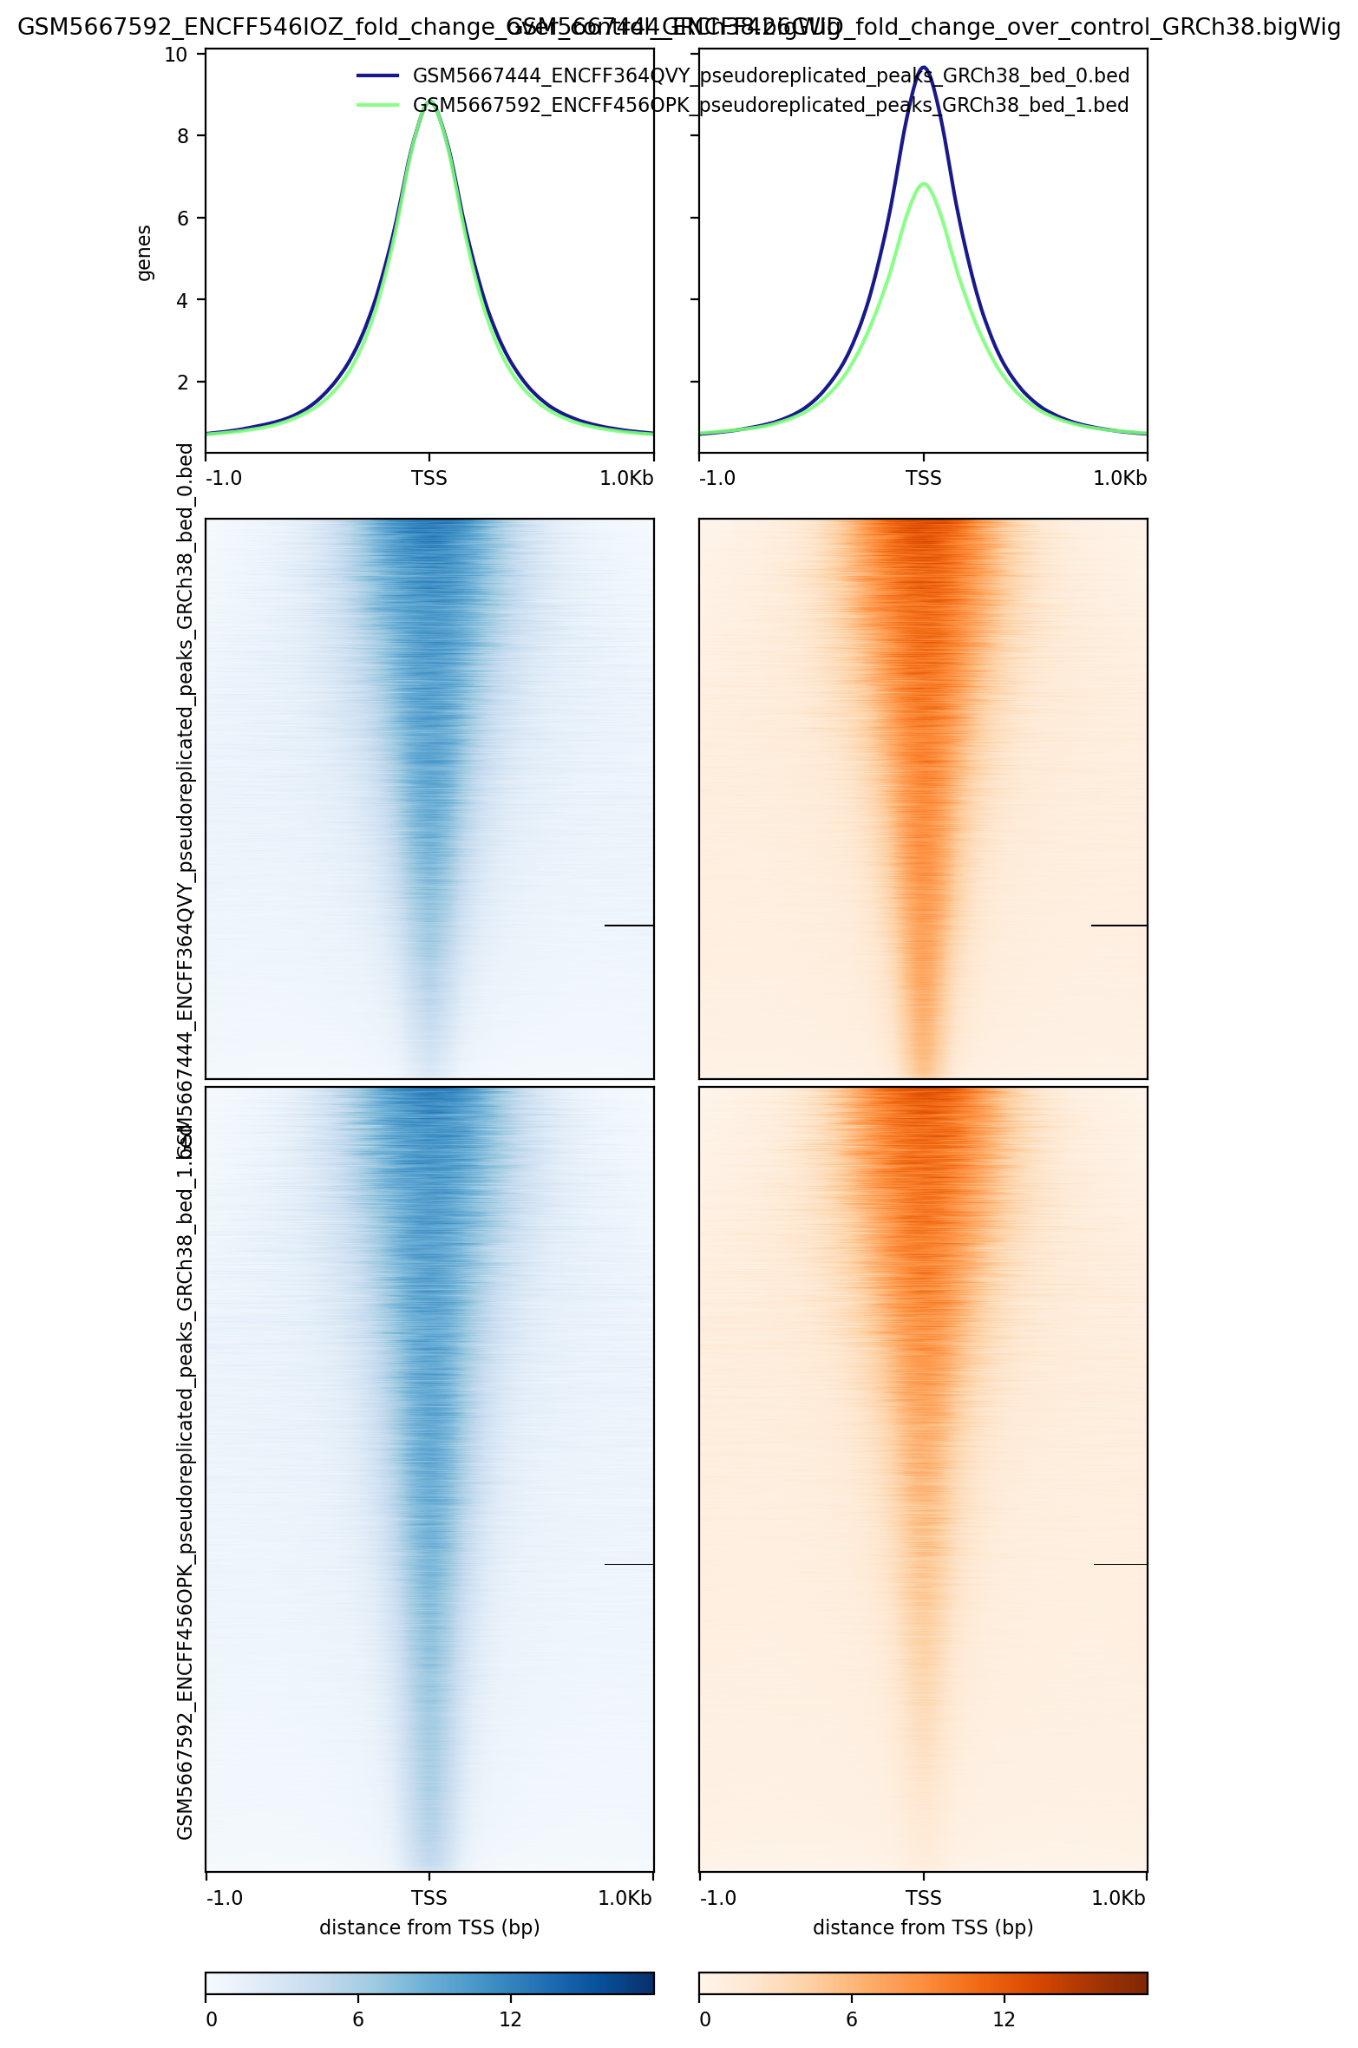 GSM5667592_ENCFF546IOZ_fold_change_over_control_GRCh38.bigWig
fold_change_over_control_GRCh38.bigWig
10
8
6
4
2
genes
GSM5667444_ENCFF364QVY_pseudoreplicated_peaks_GRCh38_bed_0.bed
GSM5667592_ENCFF456OPK_pseudoreplicated_peaks_GRCh38_bed_1.bed
-1.0 TSS 1.0Kb
-1.0 TSS 1.0Kb
GSM5667444_ENCFF364QVY_pseudoreplicated_peaks_GRCh38_bed_0.bed
GSM5667592_ENCFF456OPK_pseudoreplicated_peaks_GRCh38_bed_1.bed
-1.0 TSS 1.0Kb
distance from TSS (bp)
-1.0 TSS 1.0Kb
distance from TSS (bp)
0 6 12
0 6 12